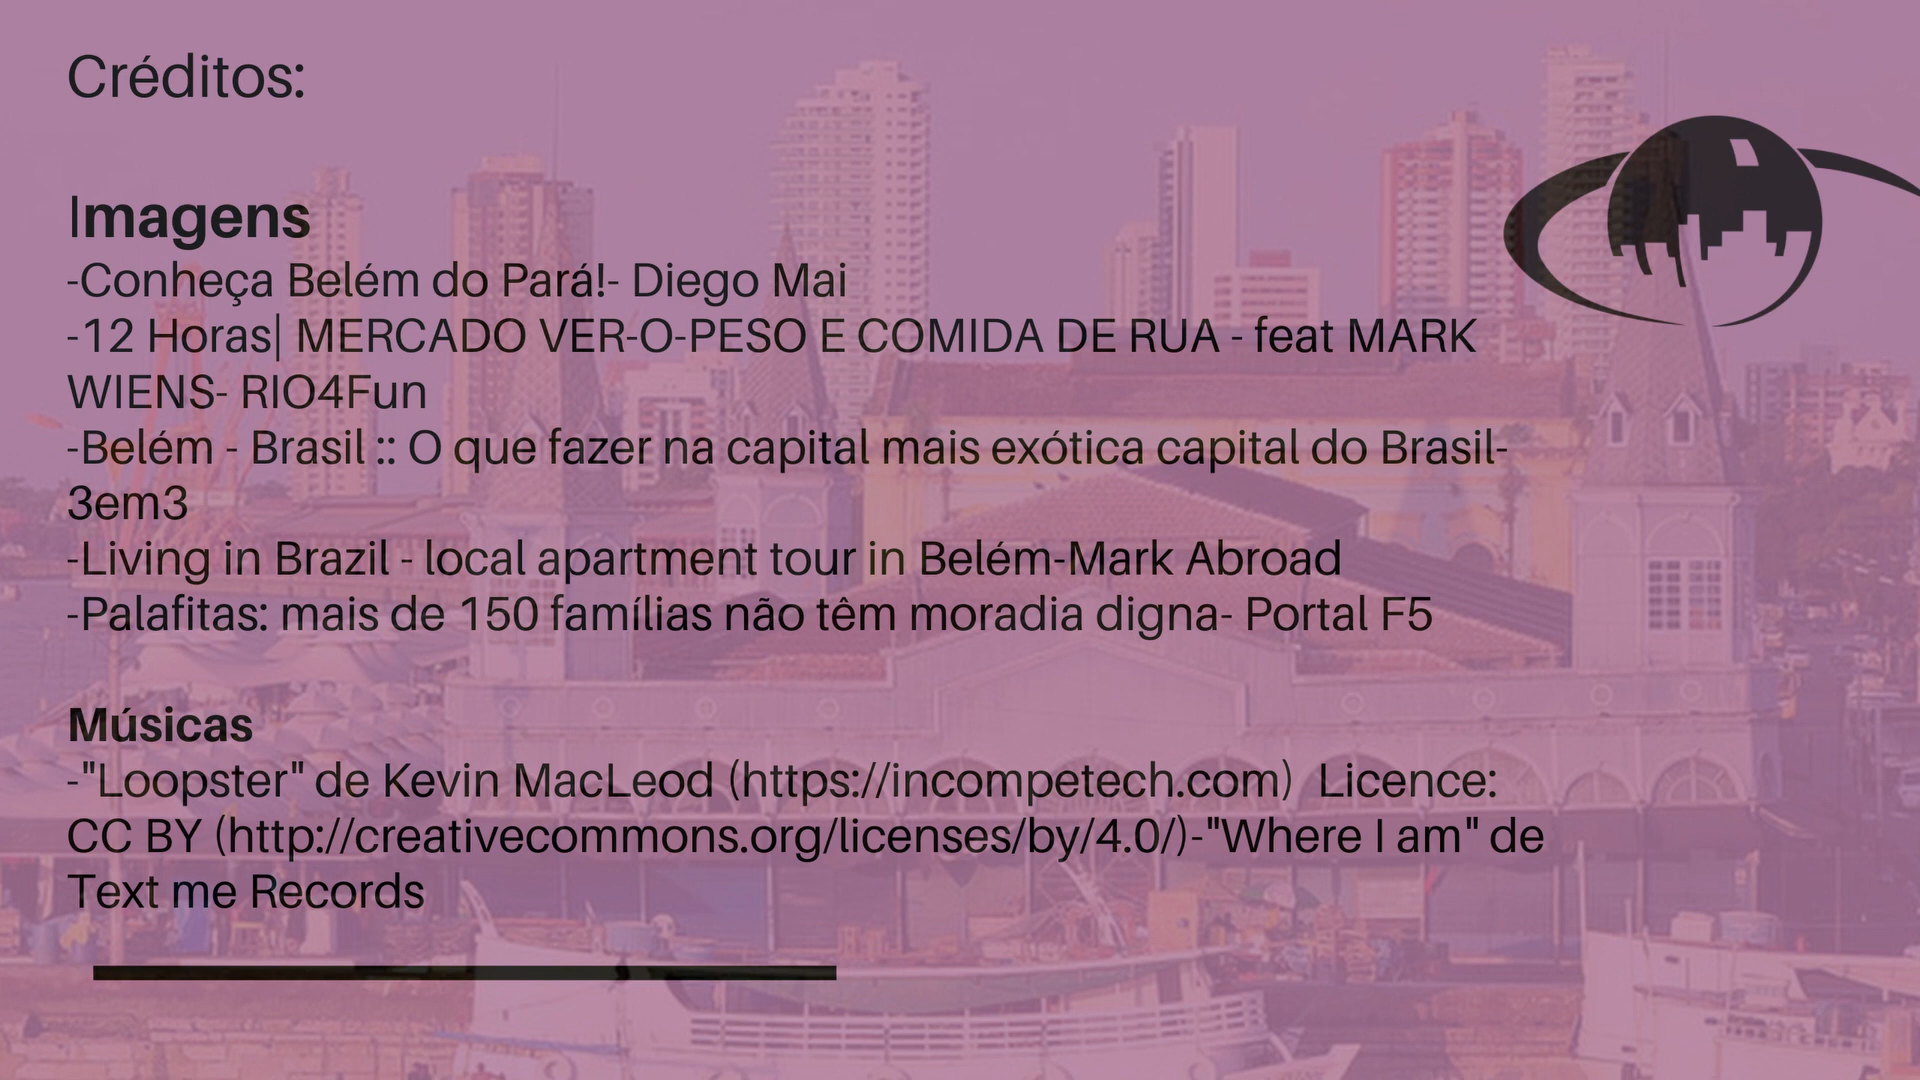 Créditos:
Imagens
-Conheça Belém do Pará!- Diego Mai
-12 Horas| MERCADO VER-O-PESO E COMIDA DE RUA - feat MARK
WIENS- RIO4Fun
-Belém - Brasil :: O que fazer na capital mais exótica capital do Brasil-
3em3
-Living in Brazil - local apartment tour in Belém-Mark Abroad
-Palafitas: mais de 150 famílias não têm moradia digna- Portal F5
Músicas
-"Loopster" de Kevin MacLeod (https://incompetech.com)  Licence:
CC BY (http://creativecommons.org/licenses/by/4.0/)-"Where I am" de
Text me Records